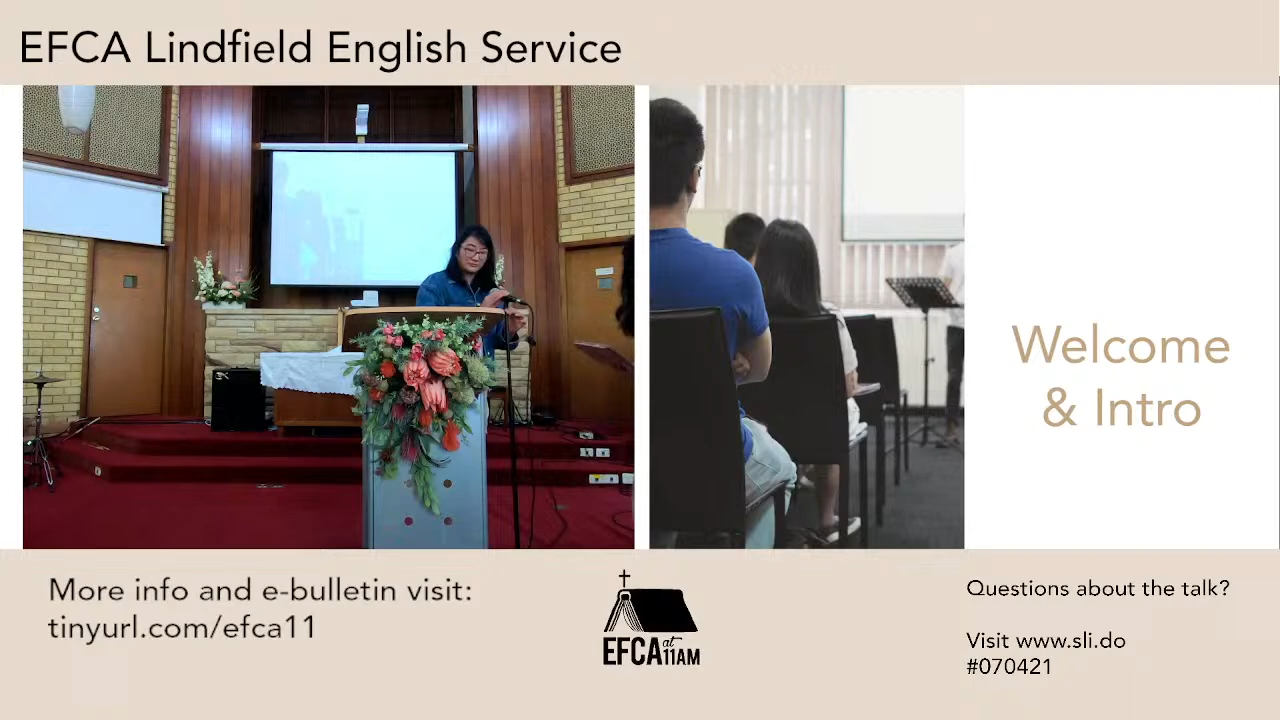 EFCA Lindfield English Service
Welcome
& Intro
More info and e-bulletin visit:
tinyurl.com/efca11
EFCA at 11AM
Questions about the talk?
Visit www.sli.do
#070421